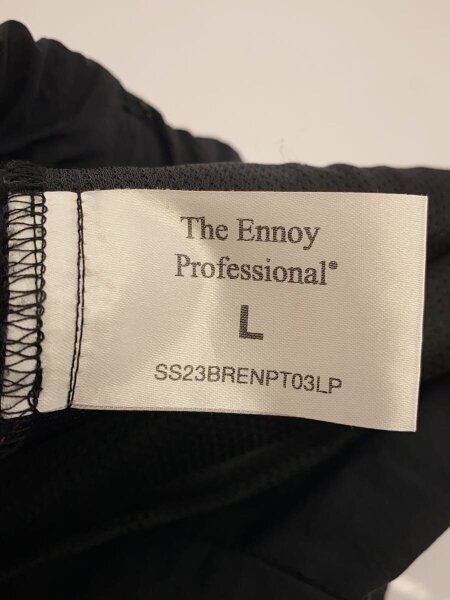 The Ennoy
Professional®
L
SS23BRENPT03LP